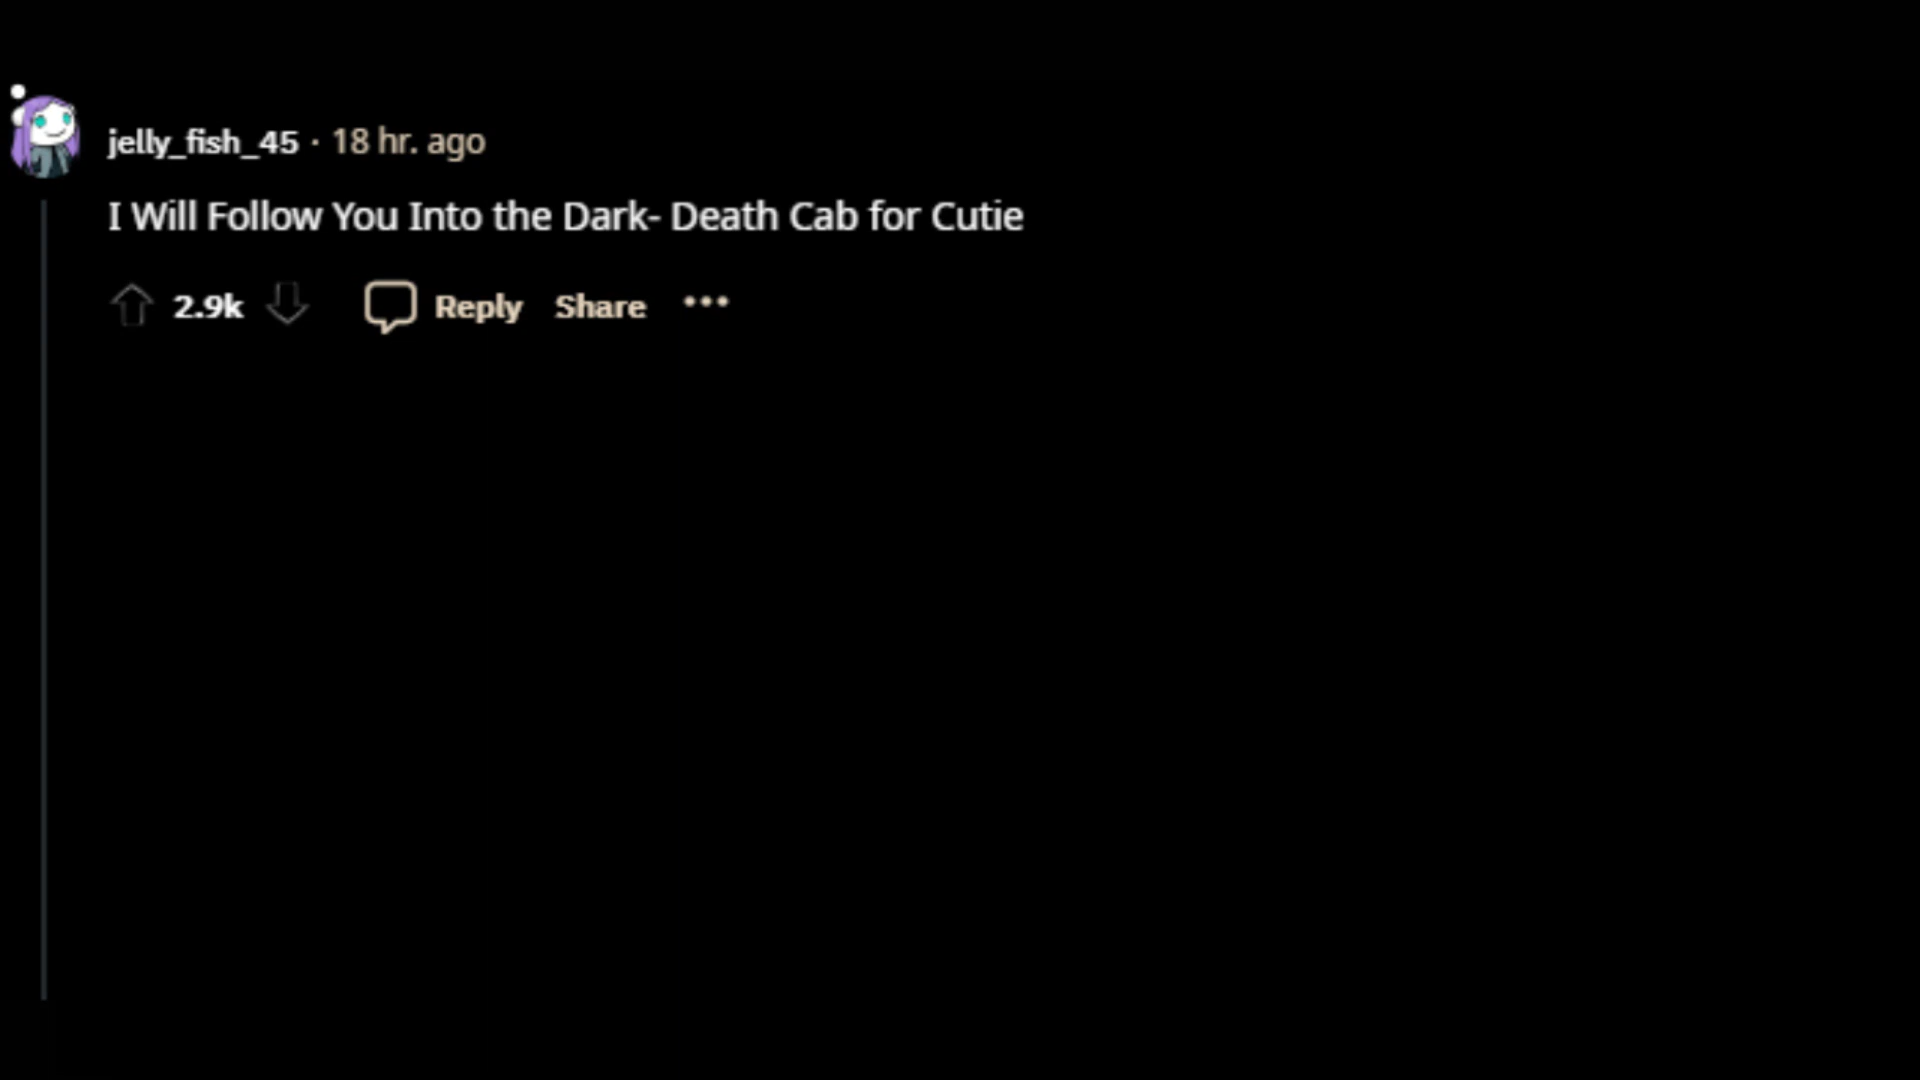 jelly_fish_45 · 18 hr. ago
I Will Follow You Into the Dark- Death Cab for Cutie
2.9k Reply Share •••